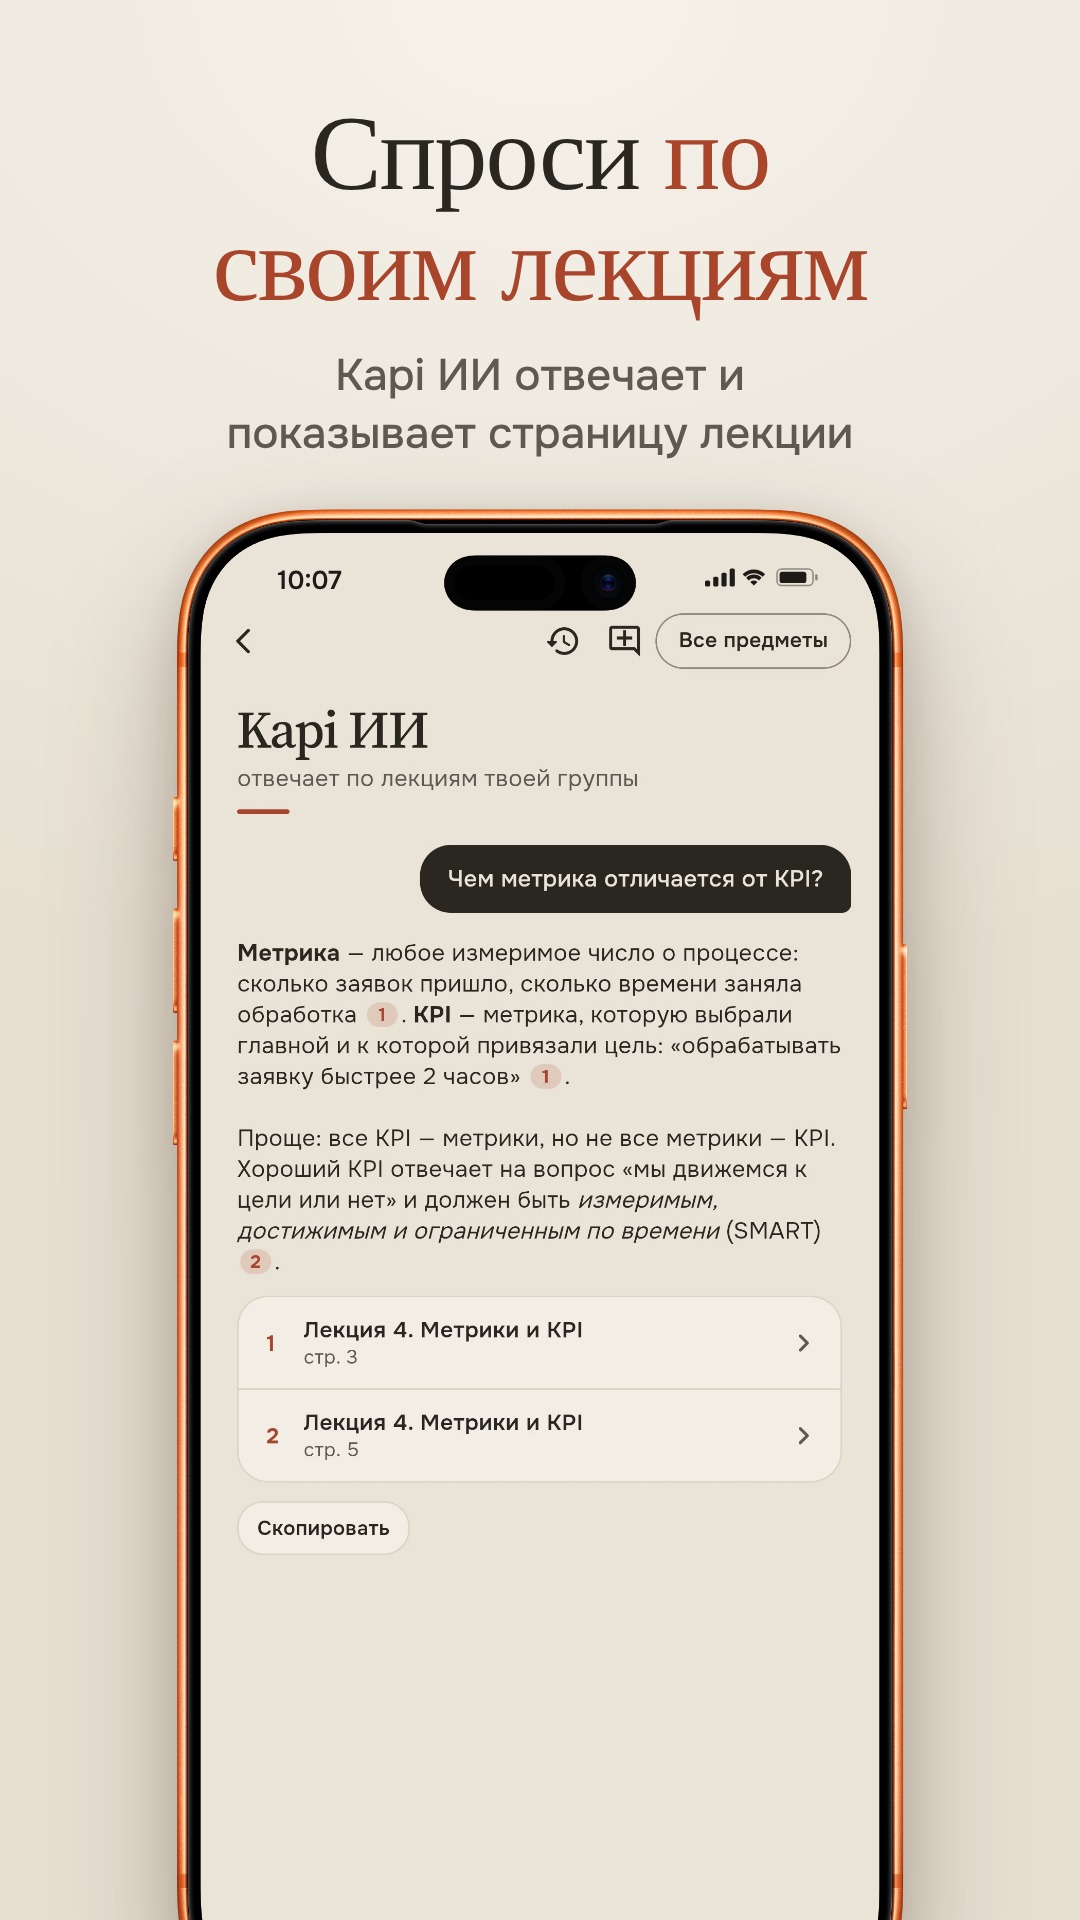 Спроси по
своим лекциям
Kapi ИИ отвечает и
показывает страницу лекции
10:07
Все предметы
Kapi ИИ
отвечает по лекциям твоей группы
Чем метрика отличается от KPI?
Метрика — любое измеримое число о процессе:
сколько заявок пришло, сколько времени заняла
обработка 1. KPI — метрика, которую выбрали
главной и к которой привязали цель: «обрабатывать
заявку быстрее 2 часов» 1.
Проще: все KPI — метрики, но не все метрики — KPI.
Хороший KPI отвечает на вопрос «мы движемся к
цели или нет» и должен быть измеримым,
достижимым и ограниченным по времени (SMART)
2.
1 Лекция 4. Метрики и KPI
стр. 3
2 Лекция 4. Метрики и KPI
стр. 5
Скопировать